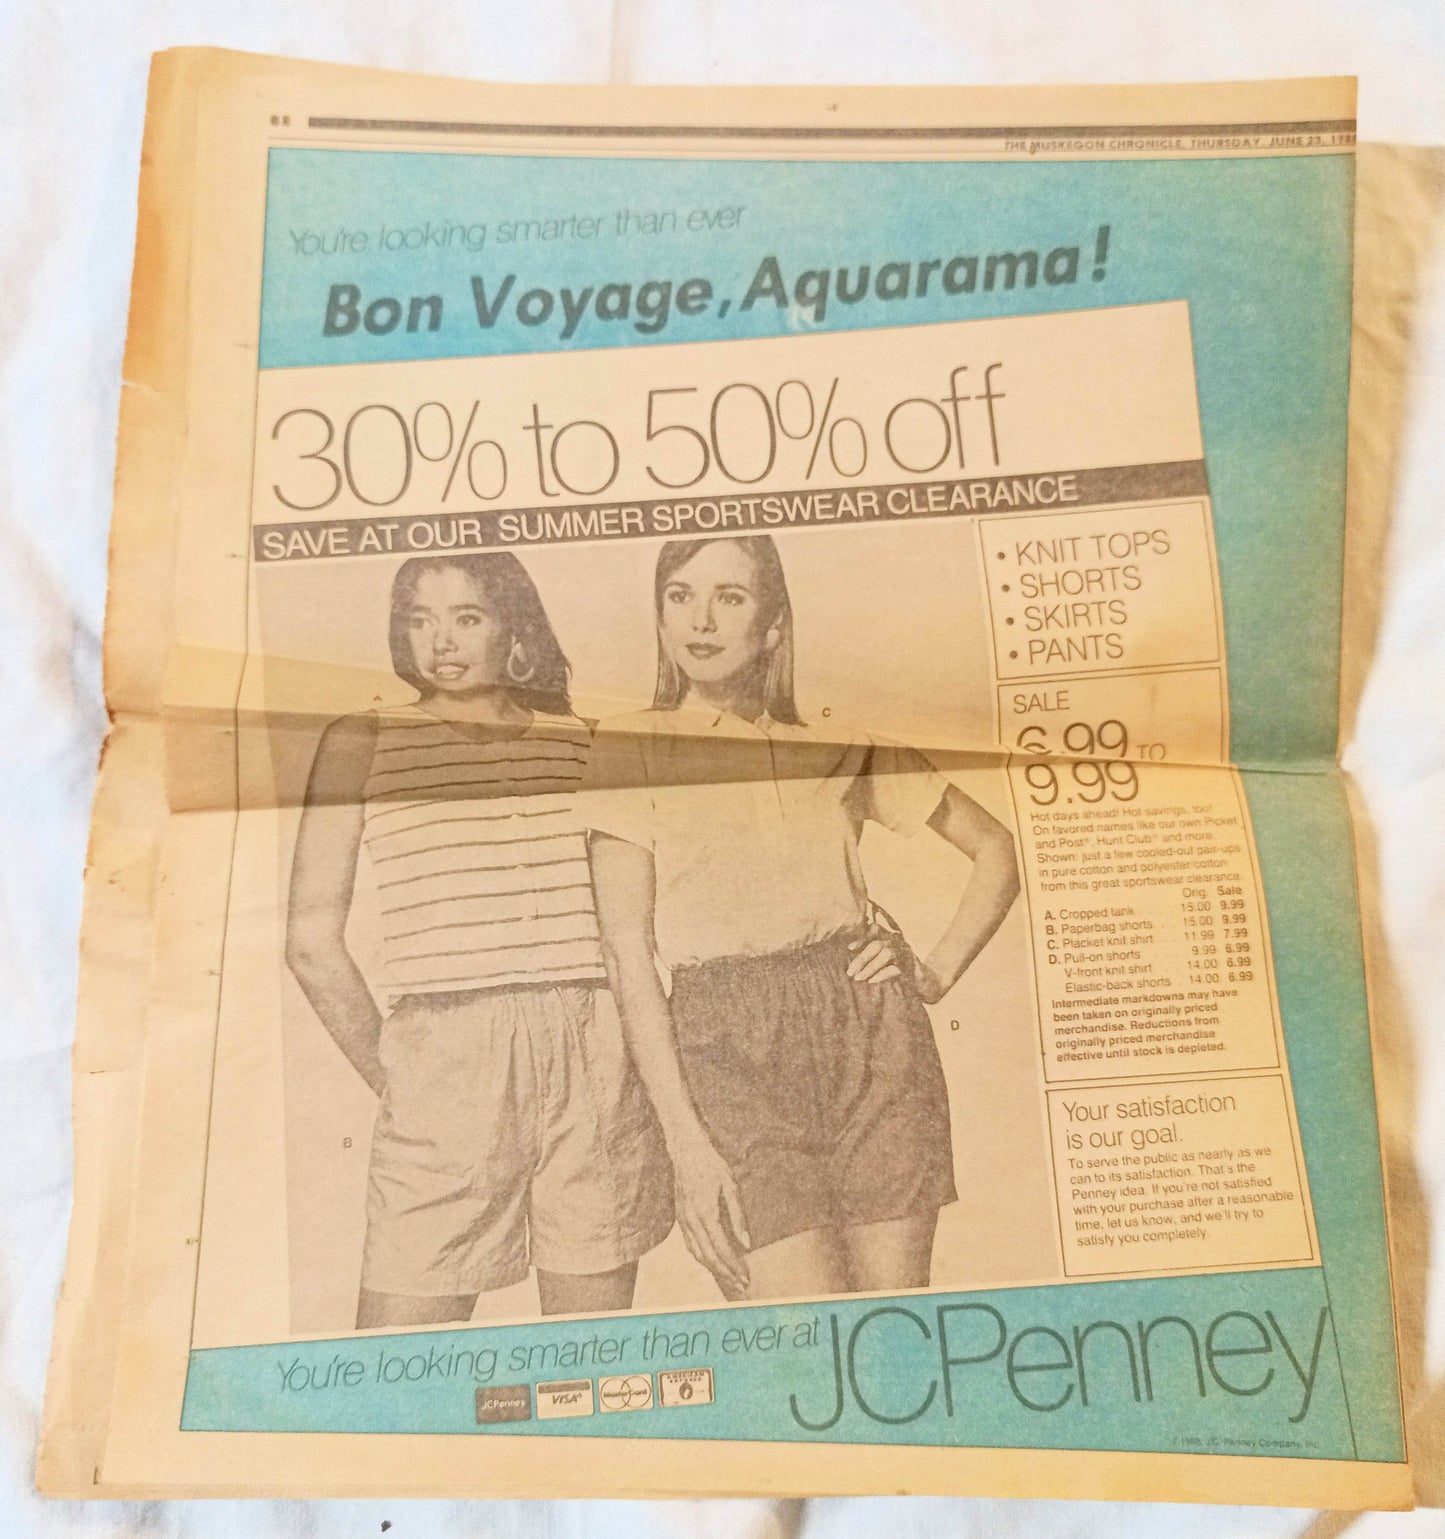 THE MUSKEGON CHRONICLE, THURSDAY, JUNE 23, 1988
You're looking smarter than ever
Bon Voyage, Aquarama!
30% to 50% off
SAVE AT OUR SUMMER SPORTSWEAR CLEARANCE
• KNIT TOPS
• SHORTS
• SKIRTS
• PANTS
A
C
B
D
SALE
6.99 TO
9.99
Hot days ahead! Hot savings, too!
On favored names like our own Picket
and Post®, Hunt Club® and more.
Shown: just a few cooled-out pair-ups
in pure cotton and polyester cotton
from this great sportswear clearance.
Orig. Sale
A. Cropped tank 15.00 9.99
B. Paperbag shorts 15.00 9.99
C. Placket knit shirt 11.99 7.99
D. Pull-on shorts 9.99 6.99
V-front knit shirt 14.00 6.99
Elastic-back shorts 14.00 6.99
Intermediate markdowns may have
been taken on originally priced
merchandise. Reductions from
originally priced merchandise
effective until stock is depleted.
Your satisfaction
is our goal.
To serve the public as nearly as we
can to its satisfaction. That's the
Penney idea. If you're not satisfied
with your purchase after a reasonable
time, let us know, and we'll try to
satisfy you completely
You're looking smarter than ever at JCPenney
JCPenney
VISA®
MasterCard
AMERICAN EXPRESS
© 1988, J.C. Penney Company, Inc.